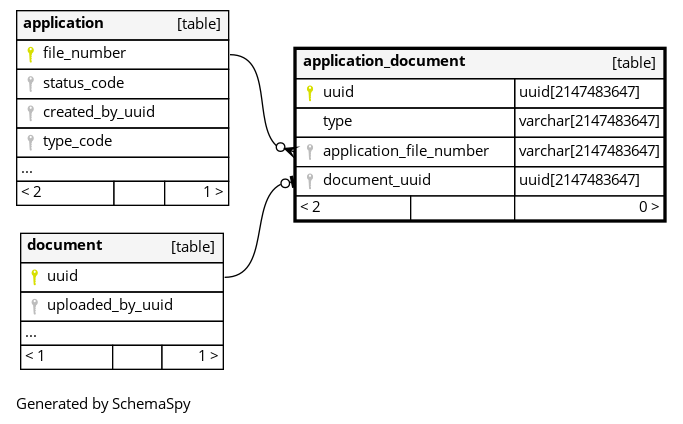 application [table]
file_number
status_code
created_by_uuid
type_code
...
< 2 1 >
application_document [table]
uuid uuid[2147483647]
type varchar[2147483647]
application_file_number varchar[2147483647]
document_uuid uuid[2147483647]
< 2 0 >
document [table]
uuid
uploaded_by_uuid
...
< 1 1 >
Generated by SchemaSpy